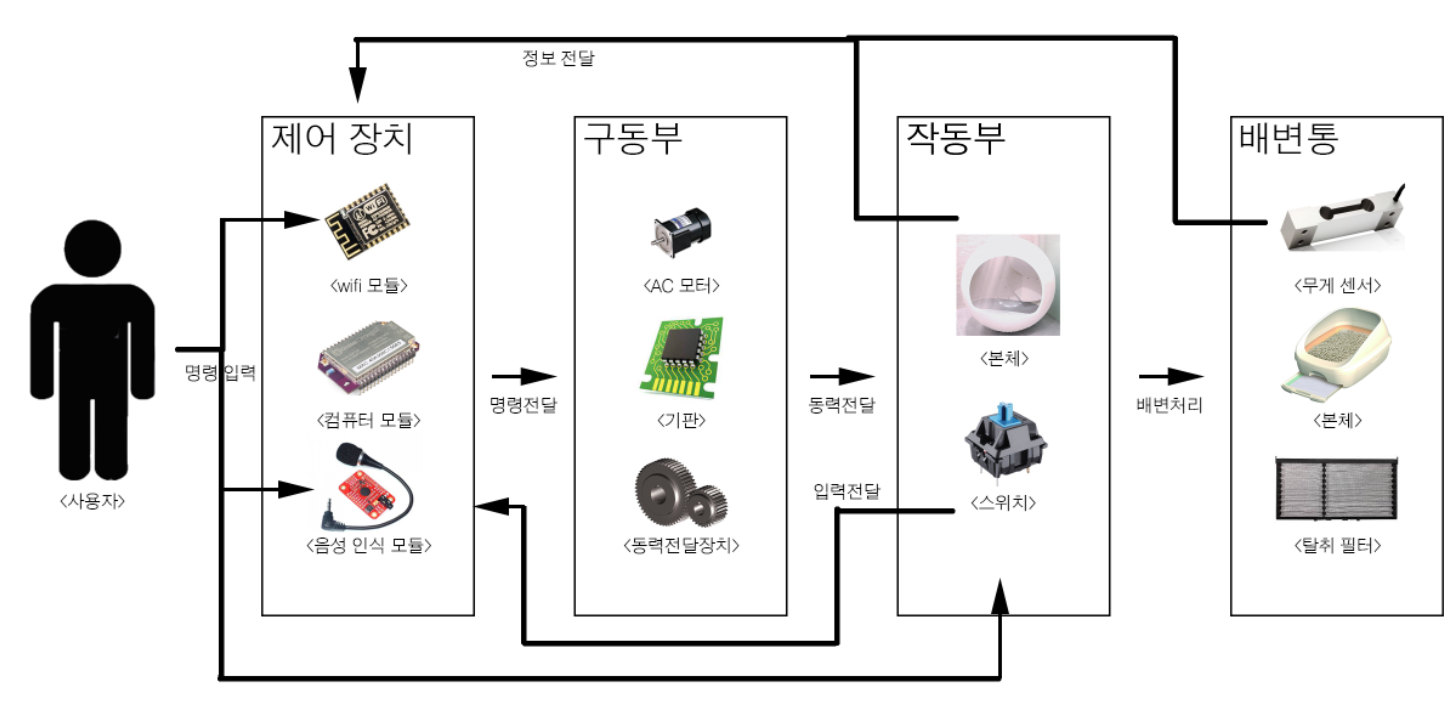 정보 전달
제어 장치
구동부
작동부
배변통
<wifi 모듈>
<AC 모터>
<무게 센서>
<본체>
명령 입력
명령전달
동력전달
배변처리
<컴퓨터 모듈>
<기판>
<본체>
입력전달
<사용자>
<스위치>
<음성 인식 모듈>
<동력전달장치>
<탈취 필터>